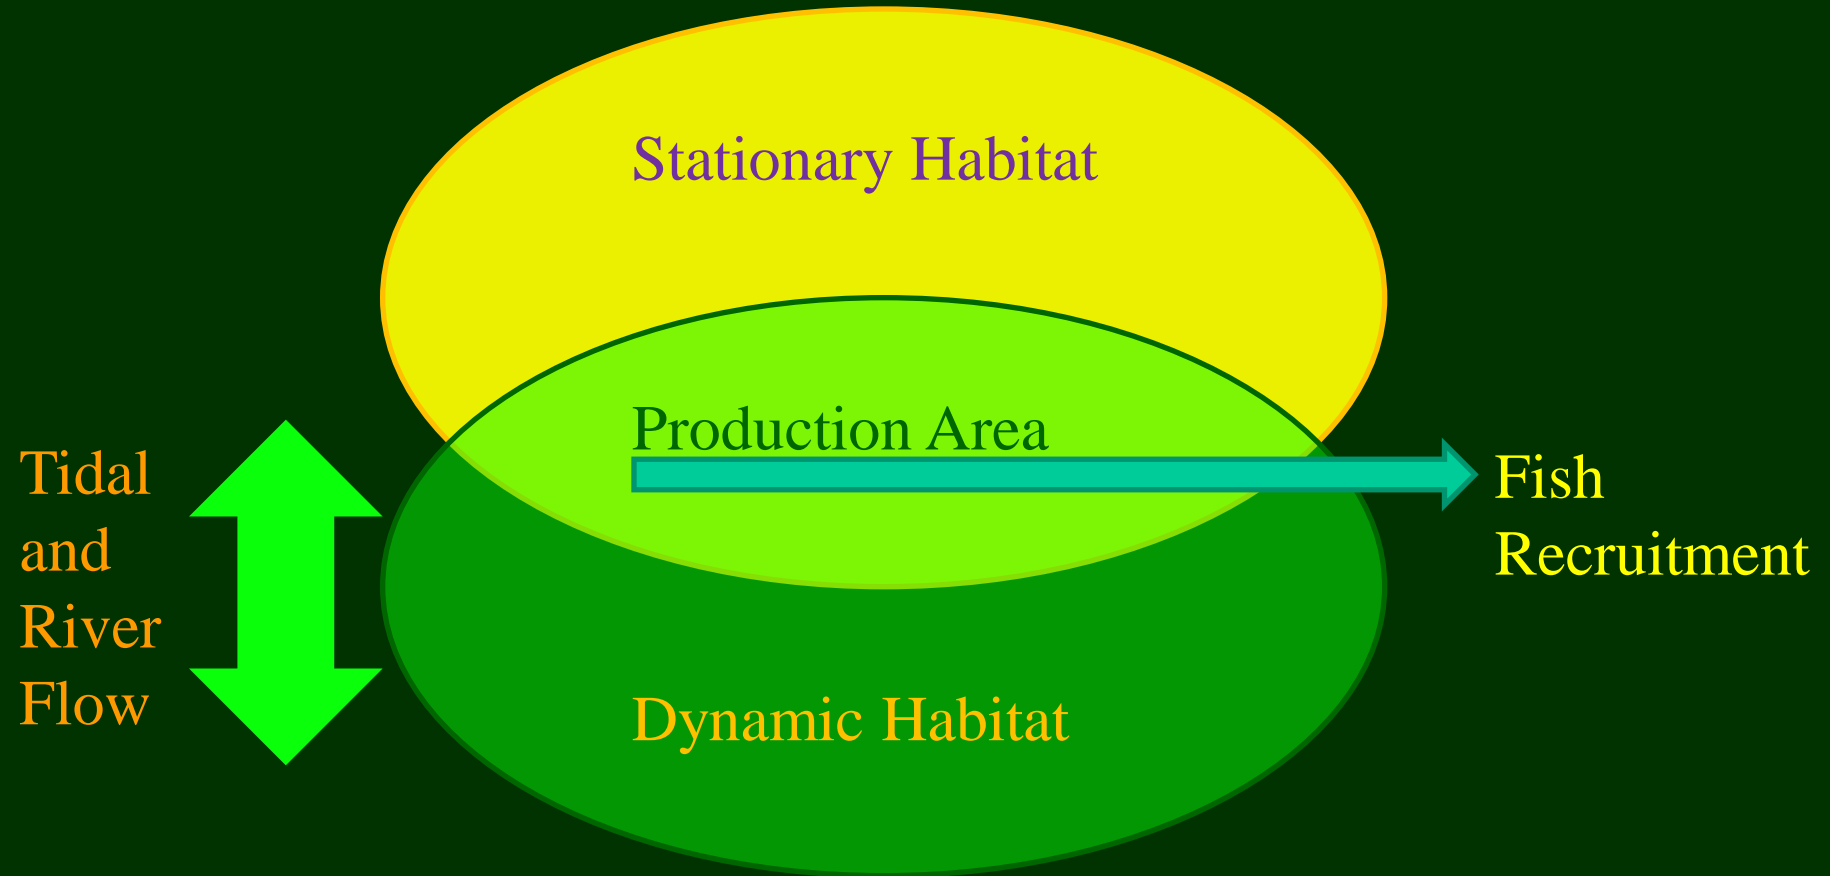 Stationary Habitat
Production Area
Tidal
and
River
Flow
Fish
Recruitment
Dynamic Habitat